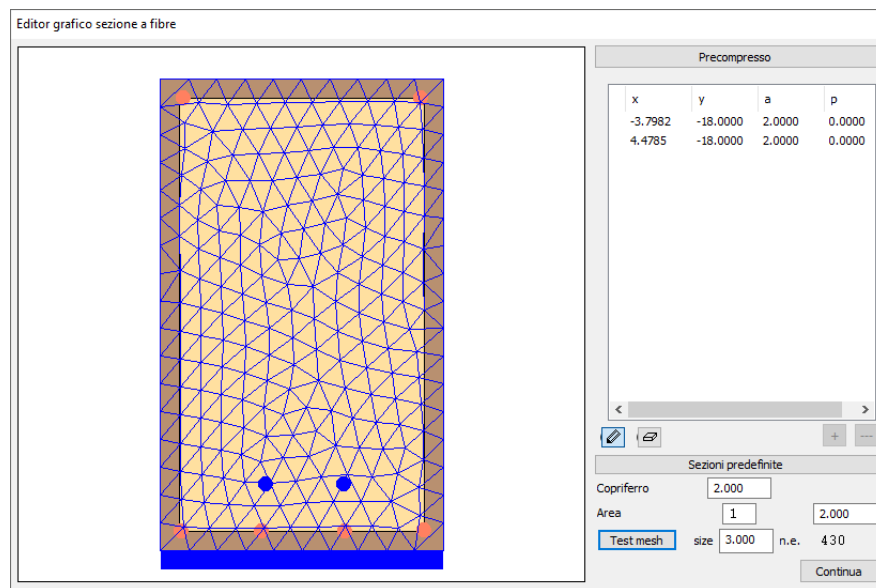 Editor grafico sezione a fibre
Precompresso
x y a p
-3.7982 -18.0000 2.0000 0.0000
4.4785 -18.0000 2.0000 0.0000
Sezioni predefinite
Copriferro 2.000
Area 1 2.000
Test mesh size 3.000 n.e. 430
Continua